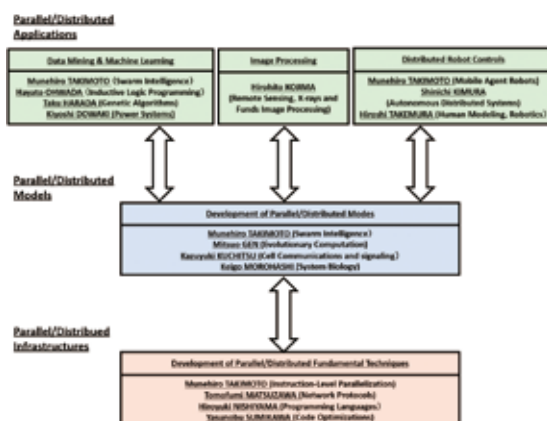 Parallel/Distributed
Applications
Data Mining & Machine Learning
Munehiro TAKIMOTO (Swarm Intelligence)
Hayato OHWADA (Inductive Logic Programming)
Taku HARADA (Genetic Algorithms)
Kiyoshi DOWAKI (Power Systems)
Image Processing
Hirohito KOJIMA
(Remote Sensing, X-rays and
Funds Image Processing)
Distributed Robot Controls
Munehiro TAKIMOTO (Mobile Agent Robots)
Shinichi KIMURA
(Autonomous Distributed Systems)
Hiroshi TAKEMURA (Human Modeling, Robotics)
Parallel/Distributed
Models
Development of Parallel/Distributed Modes
Munehiro TAKIMOTO (Swarm Intelligence)
Mitsuo GEN (Evolutionary Computation)
Kazuyuki KUCHITSU (Cell Communications and signaling)
Keigo MOROHASHI (System Biology)
Parallel/Distribued
Infrastructures
Development of Parallel/Distributed Fundamental Techniques
Munehiro TAKIMOTO (Instruction-Level Parallelization)
Tomofumi MATSUZAWA (Network Protocols)
Hiroyuki NISHIYAMA (Programming Languages)
Yasunobu SUMIKAWA (Code Optimizations)